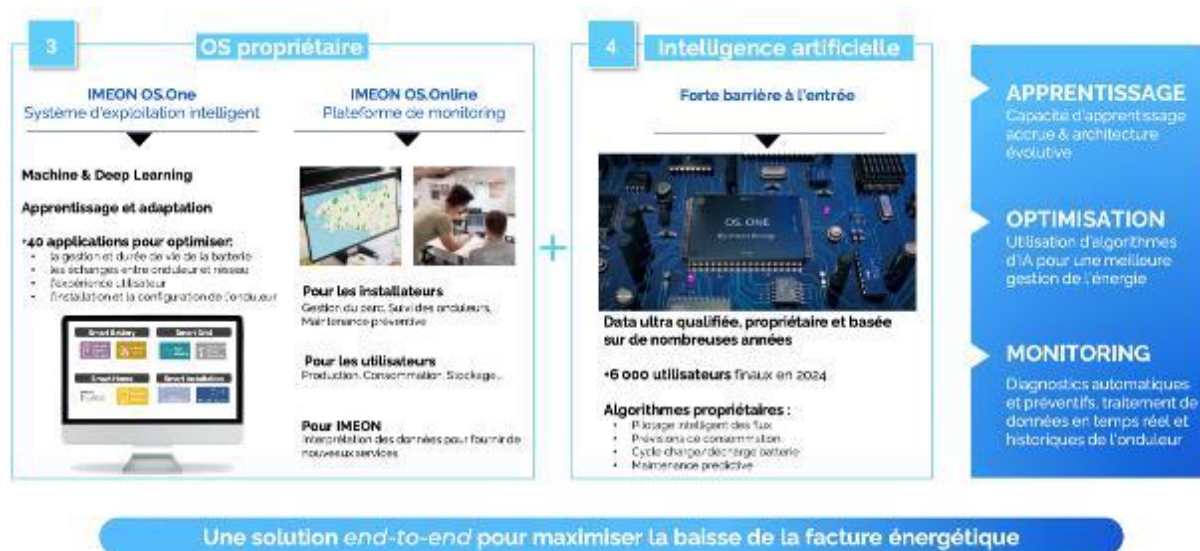 3
OS propriétaire
IMEON OS.One
Système d'exploitation intelligent
Machine & Deep Learning
Apprentissage et adaptation
+40 applications pour optimiser:
• la gestion et durée de vie de la batterie
• les échanges entre onduleur et réseau
• l'expérience utilisateur
• l'installation et la configuration de l'onduleur
Smart Battery
Smart Grid
Smart Home
Smart Installation
IMEON OS.Online
Plateforme de monitoring
Pour les installateurs
Gestion du parc, Suivi des onduleurs,
Maintenance préventive
Pour les utilisateurs
Production, Consommation, Stockage...
Pour IMEON
Interprétation des données pour fournir de
nouveaux services
+
4
Intelligence artificielle
Forte barrière à l'entrée
OS. ONE
Data ultra qualifiée, propriétaire et basée
sur de nombreuses années
+6 000 utilisateurs finaux en 2024
Algorithmes propriétaires :
• Pilotage intelligent des flux
• Prévisions de consommation
• Cycle charge/décharge batterie
• Maintenance prédictive
APPRENTISSAGE
Capacité d'apprentissage
accrue & architecture
évolutive
OPTIMISATION
Utilisation d'algorithmes
d'IA pour une meilleure
gestion de l'énergie
MONITORING
Diagnostics automatiques
et préventifs, traitement de
données en temps réel et
historiques de l'onduleur
Une solution end-to-end pour maximiser la baisse de la facture énergétique